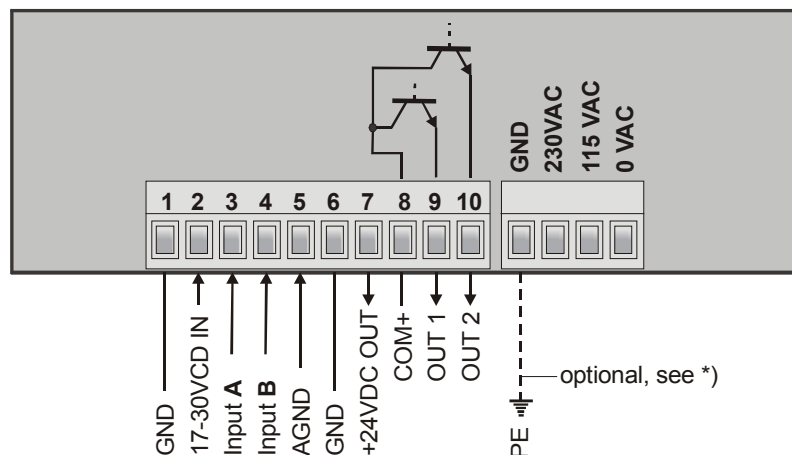 GND
230VAC
115 VAC
0 VAC
1 2 3 4 5 6 7 8 9 10
GND
17-30VCD IN
Input A
Input B
AGND
GND
+24VDC OUT
COM+
OUT 1
OUT 2
PE
optional, see *)